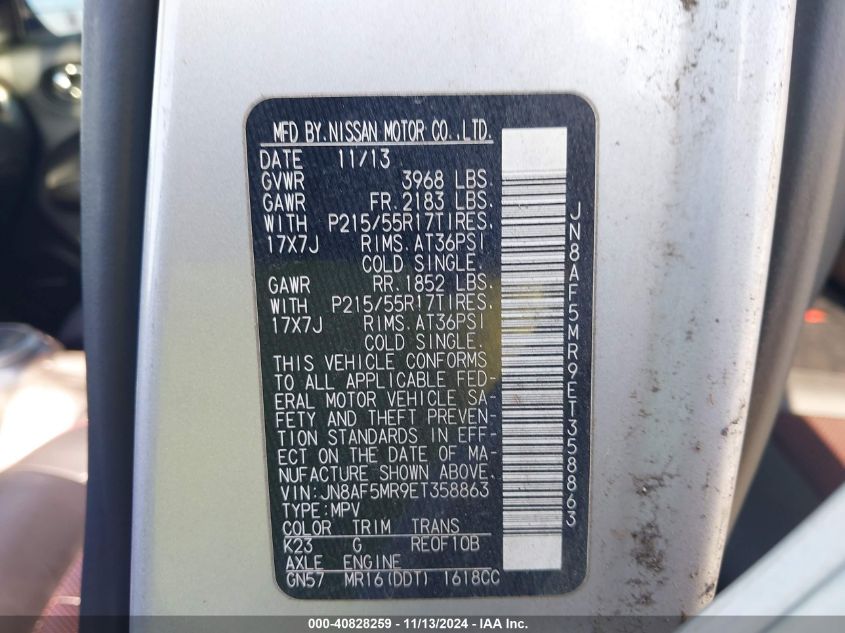 MFD BY.NISSAN MOTOR CO.,LTD.
DATE 11/13
GVWR 3968 LBS.
GAWR FR.2183 LBS.
WITH P215/55R17TIRES.
17X7J RIMS.AT36PSI
COLD SINGLE.
GAWR RR.1852 LBS.
WITH P215/55R17TIRES.
17X7J RIMS.AT36PSI
COLD SINGLE.
THIS VEHICLE CONFORMS
TO ALL APPLICABLE FED-
ERAL MOTOR VEHICLE SA-
FETY AND THEFT PREVEN-
TION STANDARDS IN EFF-
ECT ON THE DATE OF MA-
NUFACTURE SHOWN ABOVE.
VIN:JN8AF5MR9ET358863
TYPE:MPV
COLOR TRIM TRANS
K23 G RE0F10B
AXLE ENGINE
GN57 MR16(DDT) 1618CC
JN8AF5MR9ET358863
000-40828259 - 11/13/2024 - IAA Inc.